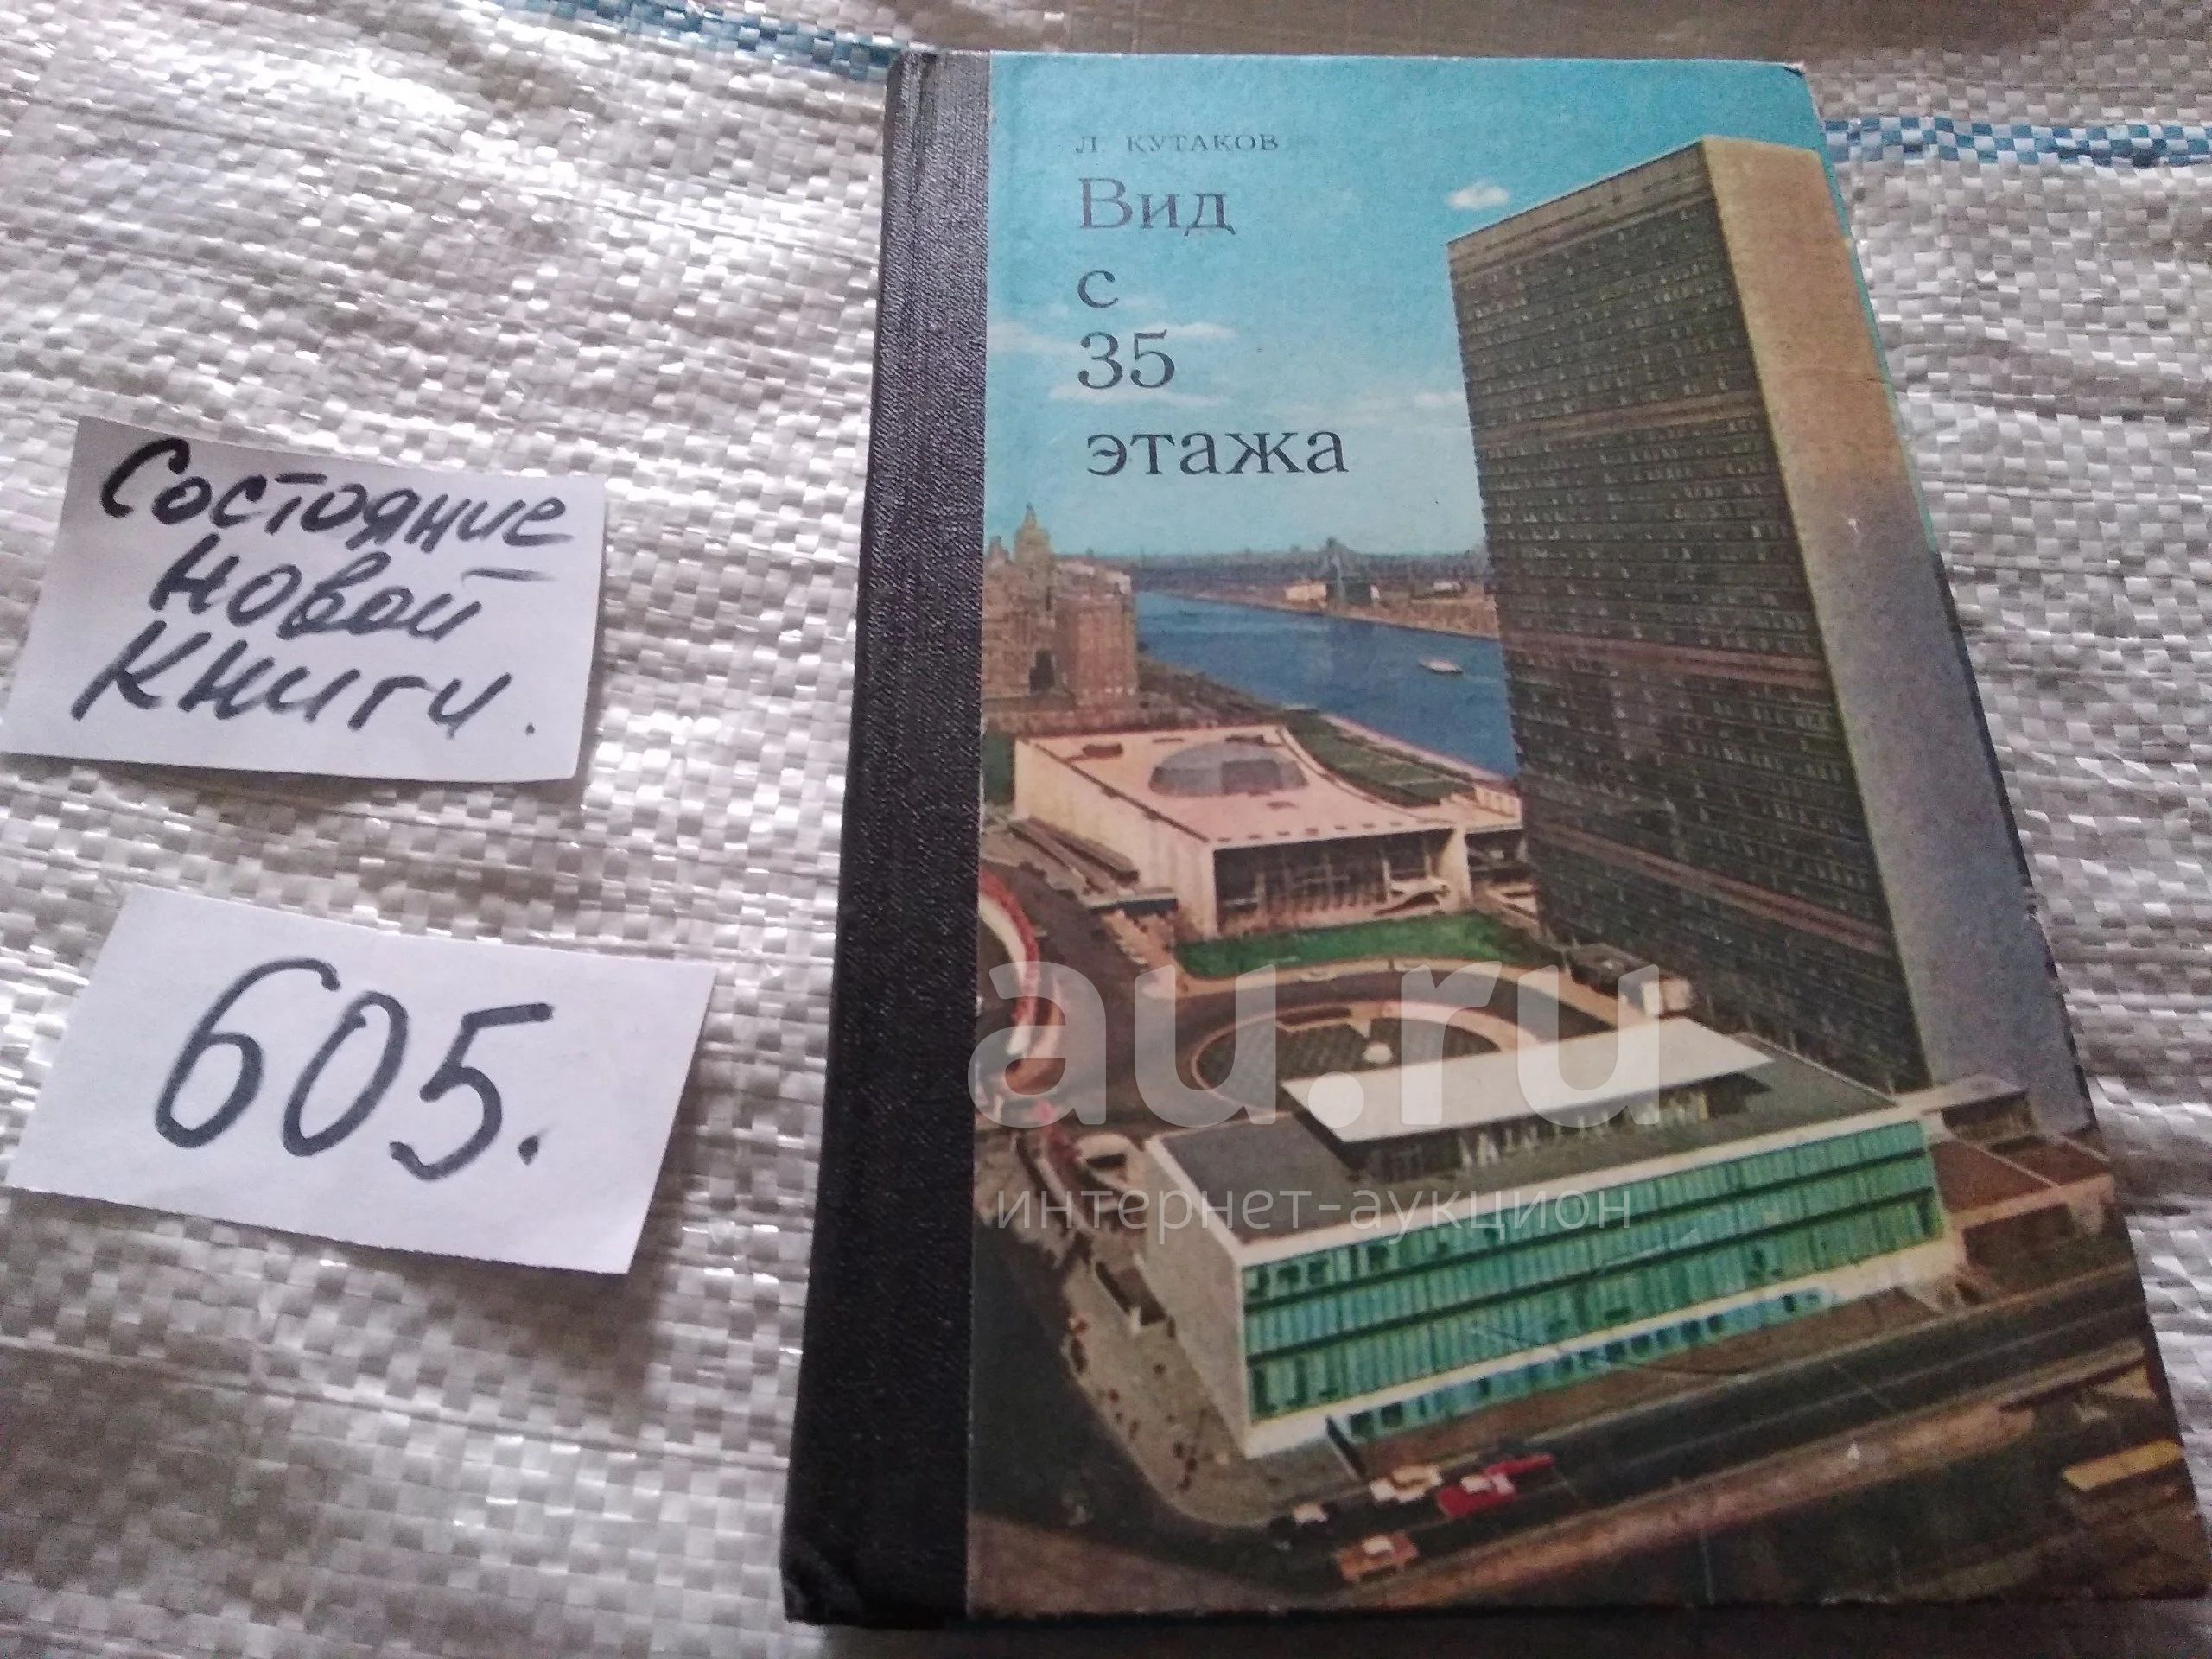 Л. КУТАКОВ
Вид
с
35
этажа
Состояние
новой
книги.
605.
au.ru
интернет-аукцион